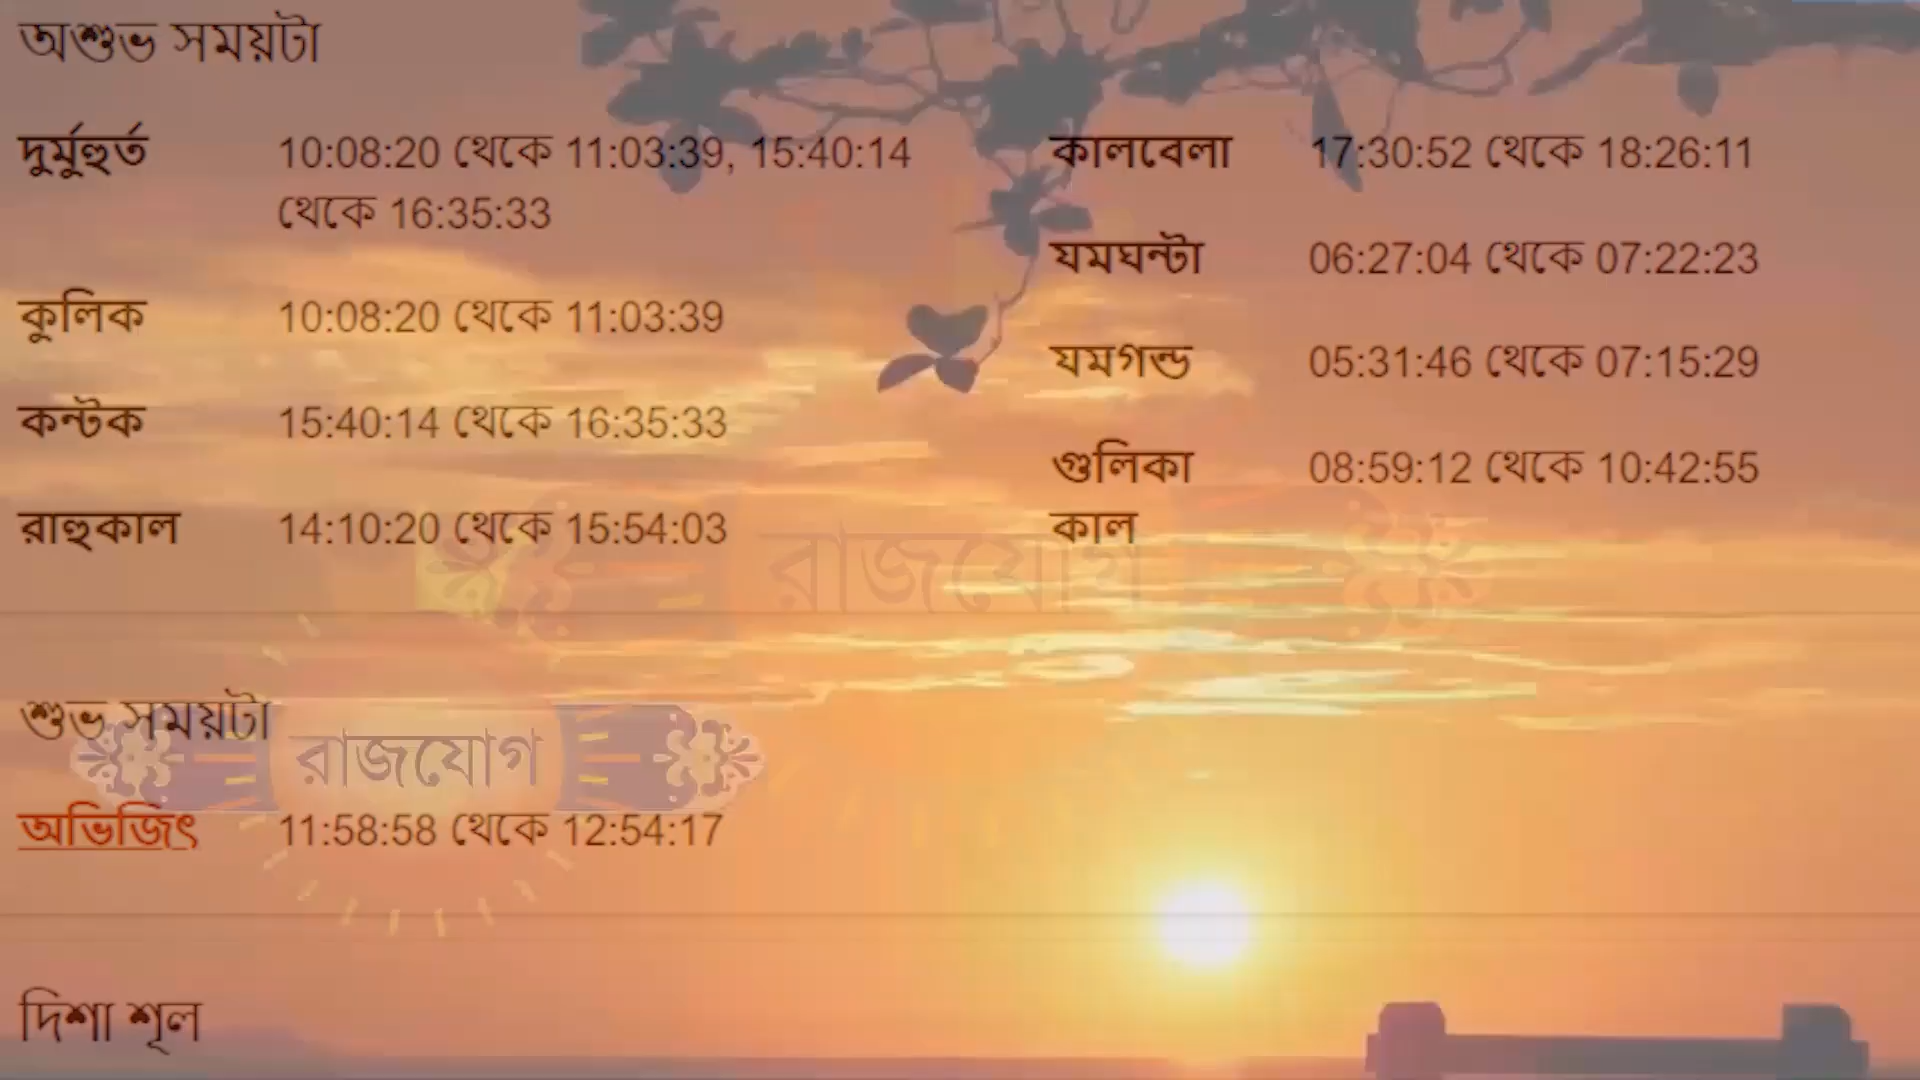 অশুভ সময়টা
দুর্মুহুর্ত 10:08:20 থেকে 11:03:39, 15:40:14
থেকে 16:35:33
কুলিক 10:08:20 থেকে 11:03:39
কন্টক 15:40:14 থেকে 16:35:33
রাহুকাল 14:10:20 থেকে 15:54:03
কালবেলা 17:30:52 থেকে 18:26:11
যমঘন্টা 06:27:04 থেকে 07:22:23
যমগন্ড 05:31:46 থেকে 07:15:29
গুলিকা 08:59:12 থেকে 10:42:55
কাল
রাজযোগ
শুভ সময়টা
রাজযোগ
অভিজিৎ 11:58:58 থেকে 12:54:17
দিশা শূল